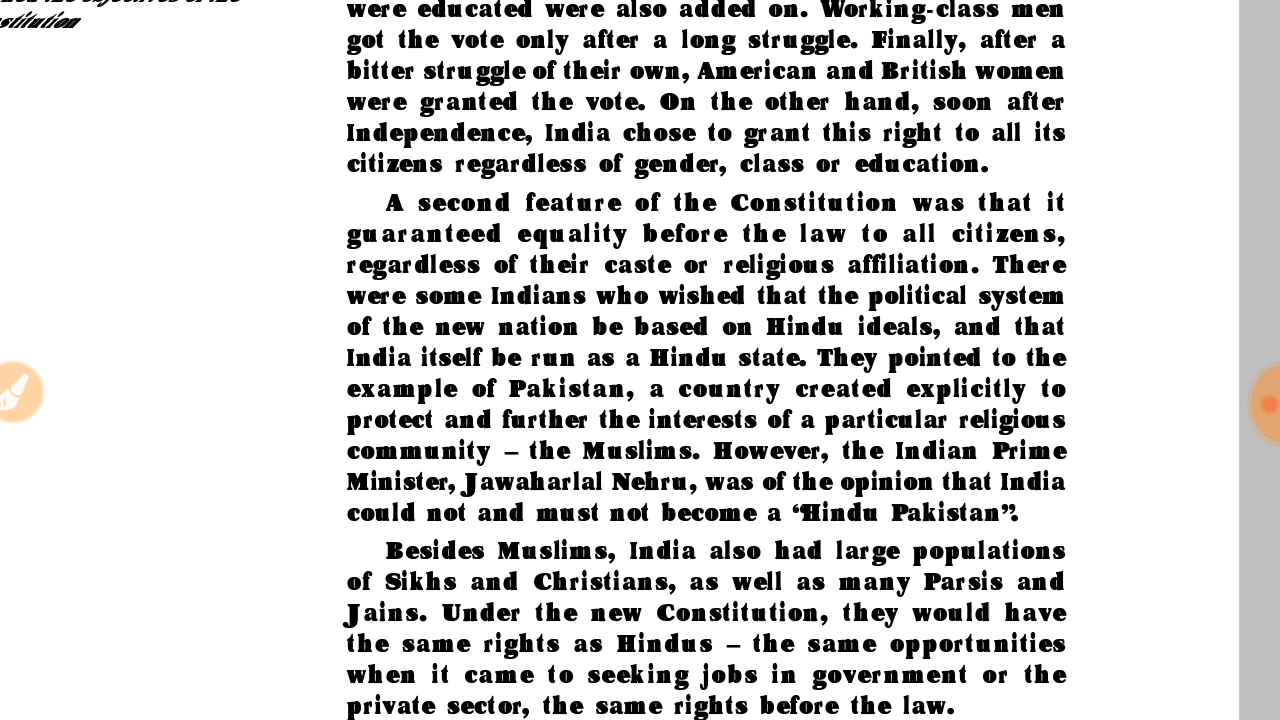 stitution
were educated were also added on. Working-class men
got the vote only after a long struggle. Finally, after a
bitter struggle of their own, American and British women
were granted the vote. On the other hand, soon after
Independence, India chose to grant this right to all its
citizens regardless of gender, class or education.
A second feature of the Constitution was that it
guaranteed equality before the law to all citizens,
regardless of their caste or religious affiliation. There
were some Indians who wished that the political system
of the new nation be based on Hindu ideals, and that
India itself be run as a Hindu state. They pointed to the
example of Pakistan, a country created explicitly to
protect and further the interests of a particular religious
community – the Muslims. However, the Indian Prime
Minister, Jawaharlal Nehru, was of the opinion that India
could not and must not become a “Hindu Pakistan”.
Besides Muslims, India also had large populations
of Sikhs and Christians, as well as many Parsis and
Jains. Under the new Constitution, they would have
the same rights as Hindus – the same opportunities
when it came to seeking jobs in government or the
private sector, the same rights before the law.